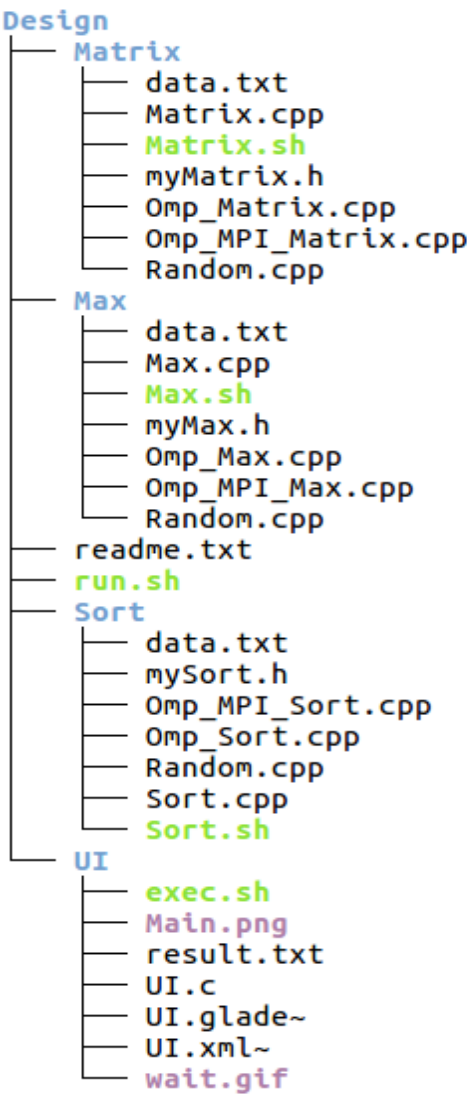 Design
Matrix
data.txt
Matrix.cpp
Matrix.sh
myMatrix.h
Omp_Matrix.cpp
Omp_MPI_Matrix.cpp
Random.cpp
Max
data.txt
Max.cpp
Max.sh
myMax.h
Omp_Max.cpp
Omp_MPI_Max.cpp
Random.cpp
readme.txt
run.sh
Sort
data.txt
mySort.h
Omp_MPI_Sort.cpp
Omp_Sort.cpp
Random.cpp
Sort.cpp
Sort.sh
UI
exec.sh
Main.png
result.txt
UI.c
UI.glade~
UI.xml~
wait.gif